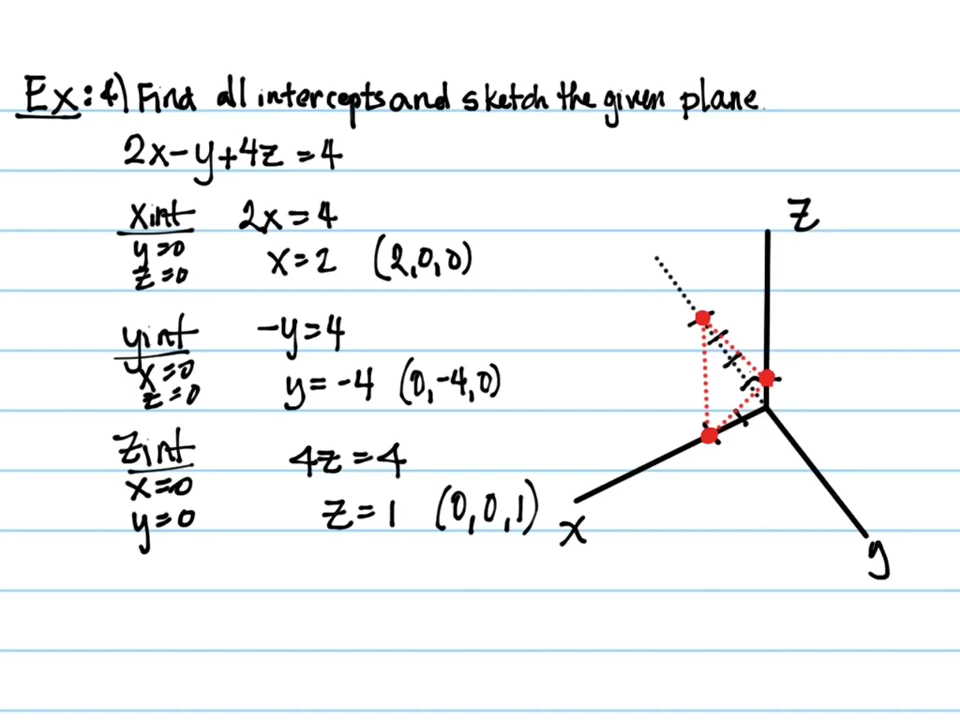 Ex: 4) Find all intercepts and sketch the given plane.
2x-y+4z=4
x int 2x=4
y=0 x=2 (2,0,0)
z=0
y int -y=4
x=0 y=-4 (0,-4,0)
z=0
z int 4z=4
x=0 z=1 (0,0,1)
y=0
z
x
y